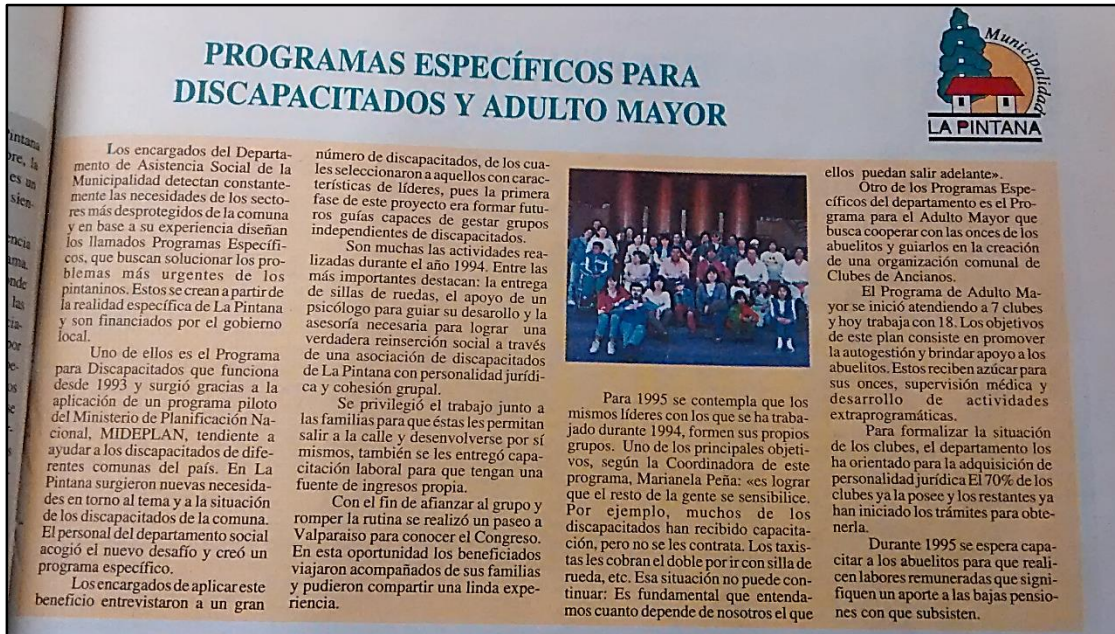 PROGRAMAS ESPECÍFICOS PARA
DISCAPACITADOS Y ADULTO MAYOR
Municipalidad
LA PINTANA
Pintana
es un
sien-
encia
las
Los encargados del Departa-
mento de Asistencia Social de la
Municipalidad detectan constante-
mente las necesidades de los secto-
res más desprotegidos de la comuna
y en base a su experiencia diseñan
los llamados Programas Específi-
cos, que buscan solucionar los pro-
blemas más urgentes de los
pintaninos. Estos se crean a partir de
la realidad específica de La Pintana
y son financiados por el gobierno
local.
Uno de ellos es el Programa
para Discapacitados que funciona
desde 1993 y surgió gracias a la
aplicación de un programa piloto
del Ministerio de Planificación Na-
cional, MIDEPLAN, tendiente a
ayudar a los discapacitados de dife-
rentes comunas del país. En La
Pintana surgieron nuevas necesida-
des en torno al tema y a la situación
de los discapacitados de la comuna.
El personal del departamento social
acogió el nuevo desafío y creó un
programa específico.
Los encargados de aplicar este
beneficio entrevistaron a un gran
número de discapacitados, de los cua-
les seleccionaron a aquellos con carac-
terísticas de líderes, pues la primera
fase de este proyecto era formar futu-
ros guías capaces de gestar grupos
independientes de discapacitados.
Son muchas las actividades rea-
lizadas durante el año 1994. Entre las
más importantes destacan: la entrega
de sillas de ruedas, el apoyo de un
psicólogo para guiar su desarollo y la
asesoría necesaria para lograr una
verdadera reinserción social a través
de una asociación de discapacitados
de La Pintana con personalidad jurídi-
ca y cohesión grupal.
Se privilegió el trabajo junto a
las familias para que éstas les permitan
salir a la calle y desenvolverse por sí
mismos, también se les entregó capa-
citación laboral para que tengan una
fuente de ingresos propia.
Con el fin de afianzar al grupo y
romper la rutina se realizó un paseo a
Valparaíso para conocer el Congreso.
En esta oportunidad los beneficiados
viajaron acompañados de sus familias
y pudieron compartir una linda expe-
riencia.
Para 1995 se contempla que los
mismos líderes con los que se ha traba-
jado durante 1994, formen sus propios
grupos. Uno de los principales objeti-
vos, según la Coordinadora de este
programa, Marianela Peña: «es lograr
que el resto de la gente se sensibilice.
Por ejemplo, muchos de los
discapacitados han recibido capacita-
ción, pero no se les contrata. Los taxis-
tas les cobran el doble por ir con silla de
rueda, etc. Esa situación no puede con-
tinuar: Es fundamental que entenda-
mos cuanto depende de nosotros el que
ellos puedan salir adelante».
Otro de los Programas Espe-
cíficos del departamento es el Pro-
grama para el Adulto Mayor que
busca cooperar con las onces de los
abuelitos y guiarlos en la creación
de una organización comunal de
Clubes de Ancianos.
El Programa de Adulto Ma-
yor se inició atendiendo a 7 clubes
y hoy trabaja con 18. Los objetivos
de este plan consiste en promover
la autogestión y brindar apoyo a los
abuelitos. Estos reciben azúcar para
sus onces, supervisión médica y
desarrollo de actividades
extraprogramáticas.
Para formalizar la situación
de los clubes, el departamento los
ha orientado para la adquisición de
personalidad jurídica El 70% de los
clubes ya la posee y los restantes ya
han iniciado los trámites para obte-
nerla.
Durante 1995 se espera capa-
citar a los abuelitos para que reali-
cen labores remuneradas que signi-
fiquen un aporte a las bajas pensio-
nes con que subsisten.